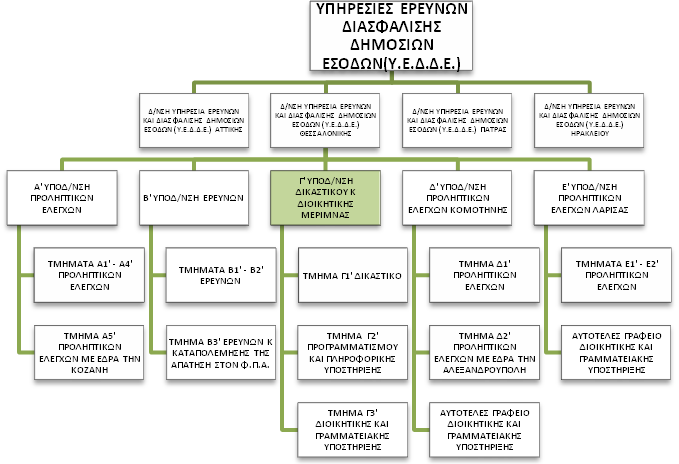 ΥΠΗΡΕΣΙΕΣ ΕΡΕΥΝΩΝ
ΔΙΑΣΦΑΛΙΣΗΣ
ΔΗΜΟΣΙΩΝ
ΕΣΟΔΩΝ(Υ.Ε.Δ.Δ.Ε.)
Δ/ΝΣΗ ΥΠΗΡΕΣΙΑ ΕΡΕΥΝΩΝ
ΚΑΙ ΔΙΑΣΦΑΛΙΣΗΣ ΔΗΜΟΣΙΩΝ
ΕΣΟΔΩΝ (Υ.Ε.Δ.Δ.Ε.) ΑΤΤΙΚΗΣ
Δ/ΝΣΗ ΥΠΗΡΕΣΙΑ ΕΡΕΥΝΩΝ
ΚΑΙ ΔΙΑΣΦΑΛΙΣΗΣ ΔΗΜΟΣΙΩΝ
ΕΣΟΔΩΝ (Υ.Ε.Δ.Δ.Ε.)
ΘΕΣΣΑΛΟΝΙΚΗΣ
Δ/ΝΣΗ ΥΠΗΡΕΣΙΑ ΕΡΕΥΝΩΝ
ΚΑΙ ΔΙΑΣΦΑΛΙΣΗΣ ΔΗΜΟΣΙΩΝ
ΕΣΟΔΩΝ (Υ.Ε.Δ.Δ.Ε.) ΠΑΤΡΑΣ
Δ/ΝΣΗ ΥΠΗΡΕΣΙΑ ΕΡΕΥΝΩΝ
ΚΑΙ ΔΙΑΣΦΑΛΙΣΗΣ ΔΗΜΟΣΙΩΝ
ΕΣΟΔΩΝ (Υ.Ε.Δ.Δ.Ε.)
ΗΡΑΚΛΕΙΟΥ
Α' ΥΠΟΔ/ΝΣΗ
ΠΡΟΛΗΠΤΙΚΩΝ
ΕΛΕΓΧΩΝ
Β'ΥΠΟΔ/ΝΣΗ ΕΡΕΥΝΩΝ
Γ'ΥΠΟΔ/ΝΣΗ
ΔΙΚΑΣΤΙΚΟΥ Κ
ΔΙΟΙΚΗΤΙΚΗΣ
ΜΕΡΙΜΝΑΣ
Δ'ΥΠΟΔ/ΝΣΗ
ΠΡΟΛΗΠΤΙΚΩΝ
ΕΛΕΓΧΩΝ ΚΟΜΟΤΗΝΗΣ
Ε'ΥΠΟΔ/ΝΣΗ
ΠΡΟΛΗΠΤΙΚΩΝ
ΕΛΕΓΧΩΝ ΛΑΡΙΣΑΣ
ΤΜΗΜΑΤΑ Α1' - Α4'
ΠΡΟΛΗΠΤΙΚΩΝ
ΕΛΕΓΧΩΝ
ΤΜΗΜΑΤΑ Β1' - Β2'
ΕΡΕΥΝΩΝ
ΤΜΗΜΑ Γ1' ΔΙΚΑΣΤΙΚΟ
ΤΜΗΜΑ Δ1'
ΠΡΟΛΗΠΤΙΚΩΝ
ΕΛΕΓΧΩΝ
ΤΜΗΜΑΤΑ Ε1' - Ε2'
ΠΡΟΛΗΠΤΙΚΩΝ
ΕΛΕΓΧΩΝ
ΤΜΗΜΑ Α5'
ΠΡΟΛΗΠΤΙΚΩΝ
ΕΛΕΓΧΩΝ ΜΕ ΕΔΡΑ ΤΗΝ
ΚΟΖΑΝΗ
ΤΜΗΜΑ Β3' ΕΡΕΥΝΩΝ Κ
ΚΑΤΑΠΟΛΕΜΗΣΗΣ ΤΗΣ
ΑΠΑΤΗΣ ΣΤΟΝ Φ.Π.Α.
ΤΜΗΜΑ Γ2'
ΠΡΟΓΡΑΜΜΑΤΙΣΜΟΥ
ΚΑΙ ΠΛΗΡΟΦΟΡΙΚΗΣ
ΥΠΟΣΤΗΡΙΞΗΣ
ΤΜΗΜΑ Δ2'
ΠΡΟΛΗΠΤΙΚΩΝ
ΕΛΕΓΧΩΝ ΜΕ ΕΔΡΑ ΤΗΝ
ΑΛΕΞΑΝΔΡΟΥΠΟΛΗ
ΑΥΤΟΤΕΛΕΣ ΓΡΑΦΕΙΟ
ΔΙΟΙΚΗΤΙΚΗΣ ΚΑΙ
ΓΡΑΜΜΑΤΕΙΑΚΗΣ
ΥΠΟΣΤΗΡΙΞΗΣ
ΤΜΗΜΑ Γ3'
ΔΙΟΙΚΗΤΙΚΗΣ ΚΑΙ
ΓΡΑΜΜΑΤΕΙΑΚΗΣ
ΥΠΟΣΤΗΡΙΞΗΣ
ΑΥΤΟΤΕΛΕΣ ΓΡΑΦΕΙΟ
ΔΙΟΙΚΗΤΙΚΗΣ ΚΑΙ
ΓΡΑΜΜΑΤΕΙΑΚΗΣ
ΥΠΟΣΤΗΡΙΞΗΣ